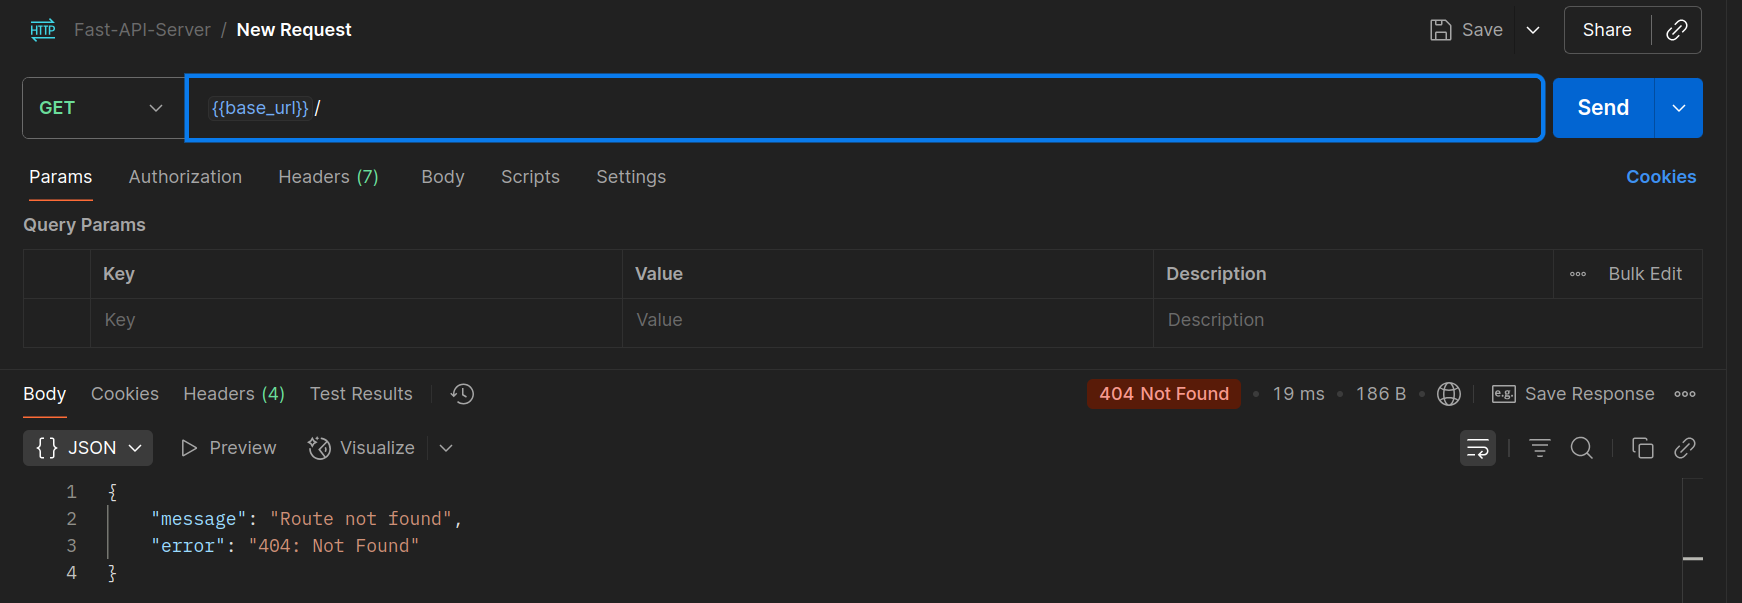 HTTP Fast-API-Server / New Request Save Share
GET {{base_url}} / Send
Params Authorization Headers (7) Body Scripts Settings Cookies
Query Params
Key Value Description Bulk Edit
Key Value Description
Body Cookies Headers (4) Test Results 404 Not Found • 19 ms • 186 B • e.g. Save Response
{} JSON Preview Visualize
1 {
2 "message": "Route not found",
3 "error": "404: Not Found"
4 }